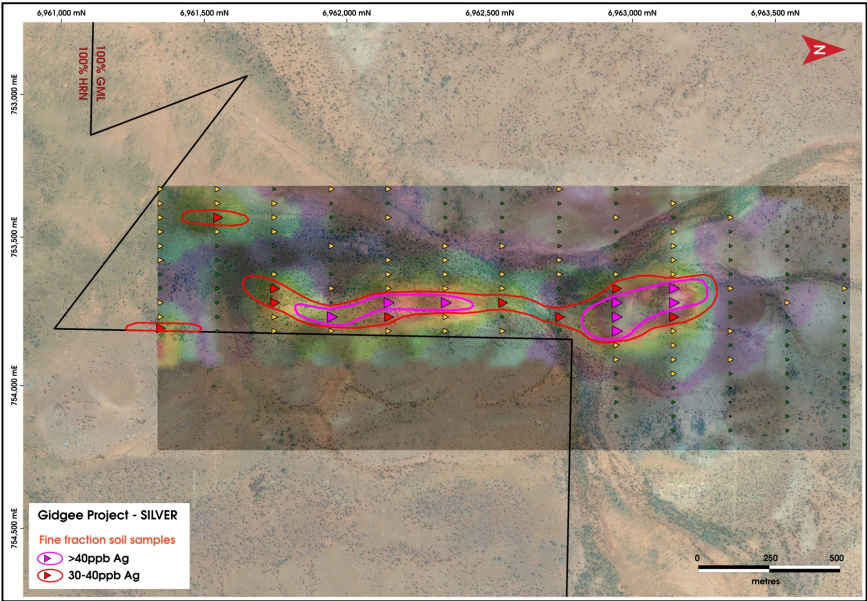 6,961,000 mN
6,961,500 mN
6,962,000 mN
6,962,500 mN
6,963,000 mN
6,963,500 mN
753,000 mE
753,500 mE
754,000 mE
754,500 mE
100% GML
100% HRN
N
Gidgee Project - SILVER
Fine fraction soil samples
>40ppb Ag
30-40ppb Ag
0 250 500
metres